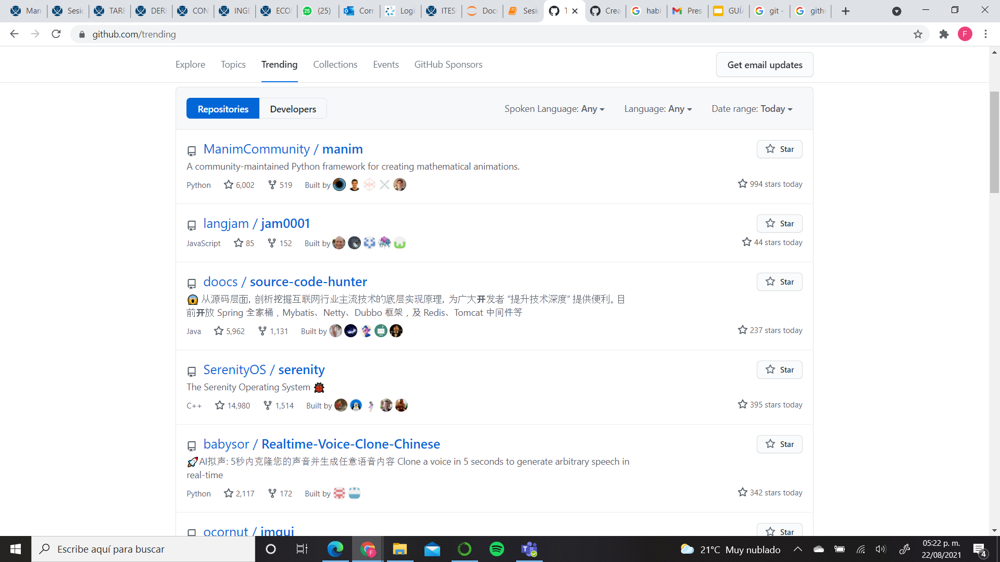 Man Sesio TARE DERI CON INGE ECO (25) Corr Logi ITES Docu Sesio T Crea habi Pres GUÍA git - githu
github.com/trending
Explore Topics Trending Collections Events GitHub Sponsors Get email updates
Repositories Developers Spoken Language: Any Language: Any Date range: Today
ManimCommunity / manim Star
A community-maintained Python framework for creating mathematical animations.
Python 6,002 519 Built by 994 stars today
langjam / jam0001 Star
JavaScript 85 152 Built by 44 stars today
doocs / source-code-hunter Star
😱 从源码层面, 剖析挖掘互联网行业主流技术的底层实现原理, 为广大开发者 “提升技术深度” 提供便利。目
前开放 Spring 全家桶，Mybatis、Netty、Dubbo 框架，及 Redis、Tomcat 中间件等
Java 5,962 1,131 Built by 237 stars today
SerenityOS / serenity Star
The Serenity Operating System 🐞
C++ 14,980 1,514 Built by 395 stars today
babysor / Realtime-Voice-Clone-Chinese Star
🚀AI拟声: 5秒内克隆您的声音并生成任意语音内容 Clone a voice in 5 seconds to generate arbitrary speech in
real-time
Python 2,117 172 Built by 342 stars today
ocornut / imgui Star
Escribe aquí para buscar 21°C Muy nublado 05:22 p. m.
22/08/2021 4